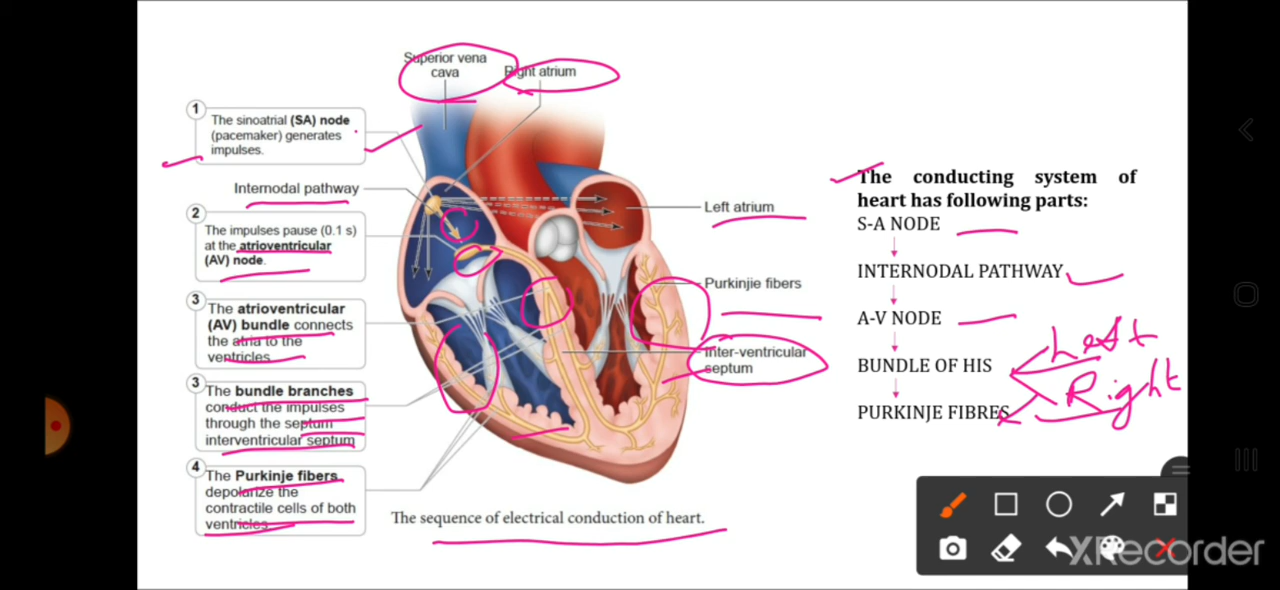 Superior vena
cava
Right atrium
1
The sinoatrial (SA) node
(pacemaker) generates
impulses.
Internodal pathway
2
The impulses pause (0.1 s)
at the atrioventricular
(AV) node.
3
The atrioventricular
(AV) bundle connects
the atria to the
ventricles.
3
The bundle branches
conduct the impulses
through the septum
interventricular septum
4
The Purkinje fibers
depolarize the
contractile cells of both
ventricles.
Left atrium
Purkinjie fibers
Inter-ventricular
septum
The sequence of electrical conduction of heart.
The conducting system of
heart has following parts:
S-A NODE
INTERNODAL PATHWAY
A-V NODE
BUNDLE OF HIS
PURKINJE FIBRES
Left
Right
XRecorder